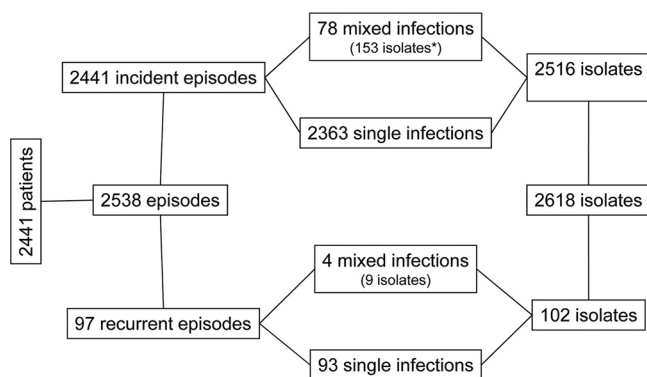 2441 patients
2538 episodes
2441 incident episodes
97 recurrent episodes
78 mixed infections
(153 isolates*)
2363 single infections
4 mixed infections
(9 isolates)
93 single infections
2516 isolates
2618 isolates
102 isolates